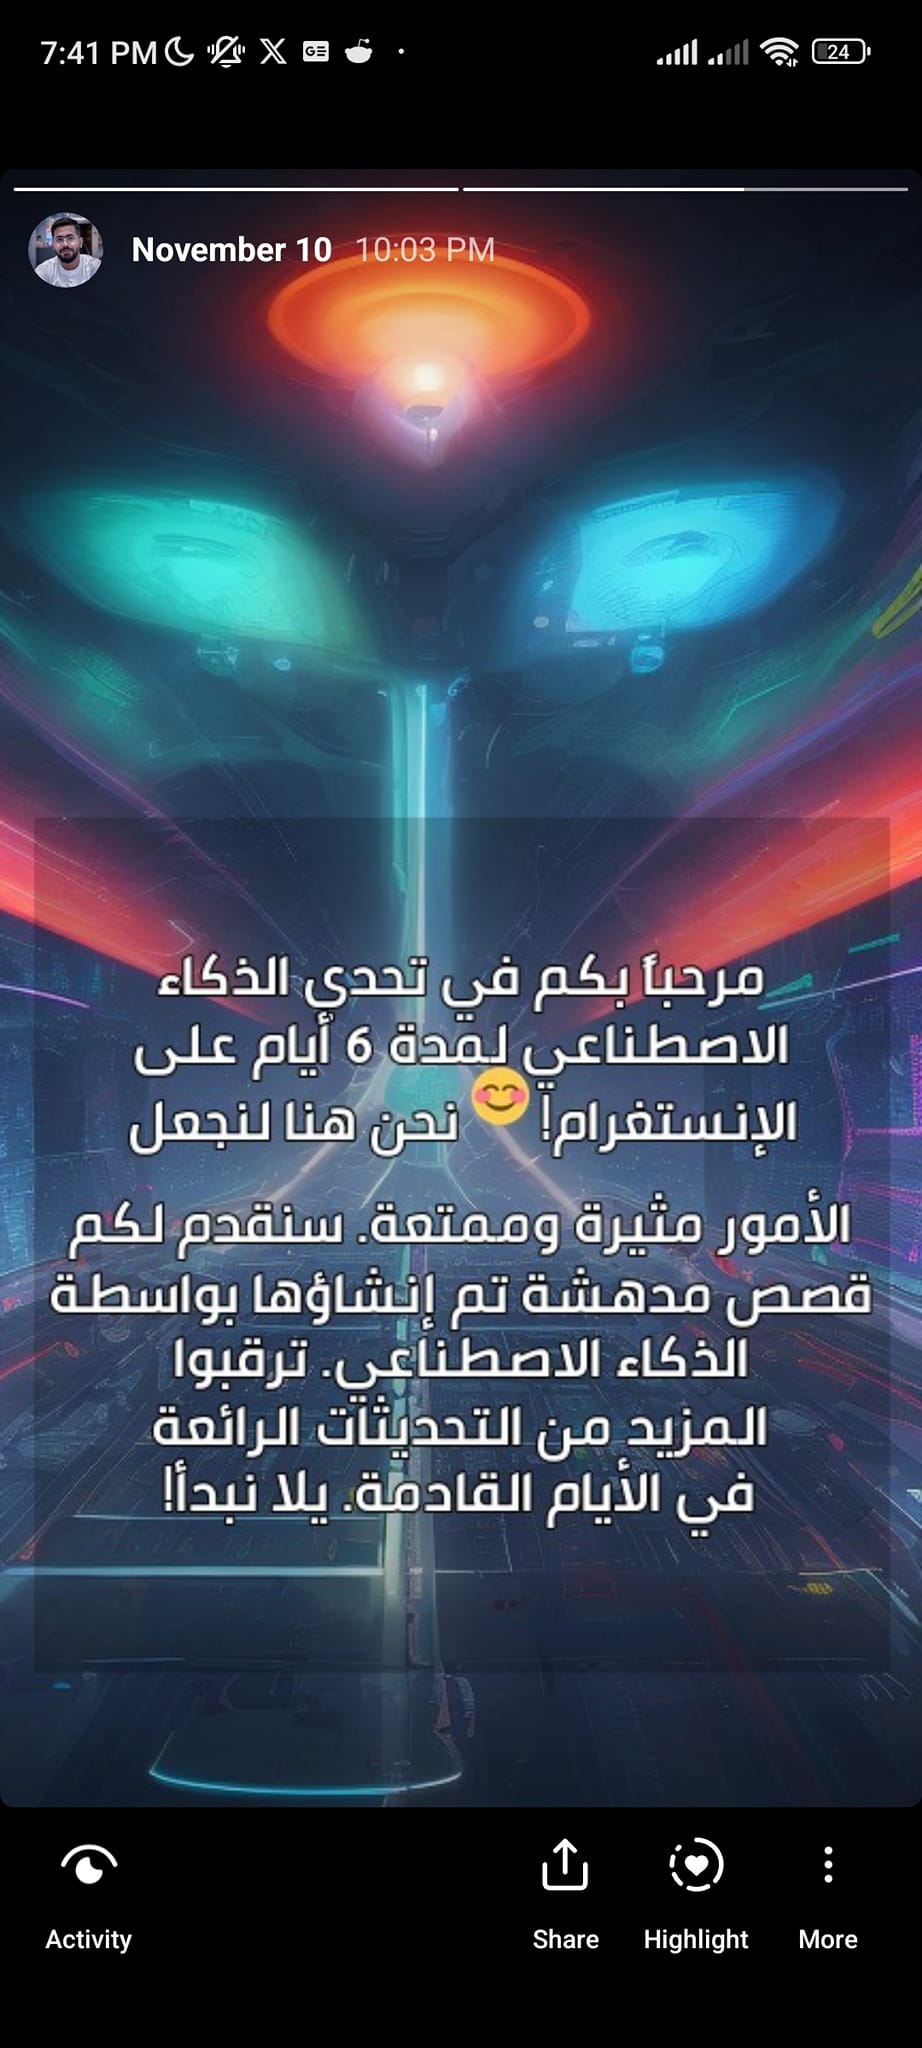 7:41 PM
24
November 10 10:03 PM
مرحباً بكم في تحدي الذكاء
الاصطناعي لمدة 6 أيام على
الإنستغرام! 😊 نحن هنا لنجعل
الأمور مثيرة وممتعة. سنقدم لكم
قصص مدهشة تم إنشاؤها بواسطة
الذكاء الاصطناعي. ترقبوا
المزيد من التحديثات الرائعة
في الأيام القادمة. يلا نبدأ!
Activity
Share
Highlight
More